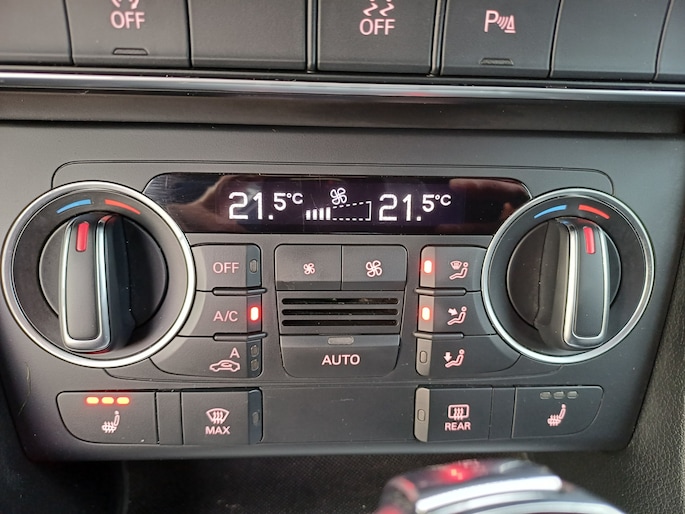 OFF
OFF
P
21.5°C
21.5°C
OFF
A/C
A
AUTO
MAX
REAR